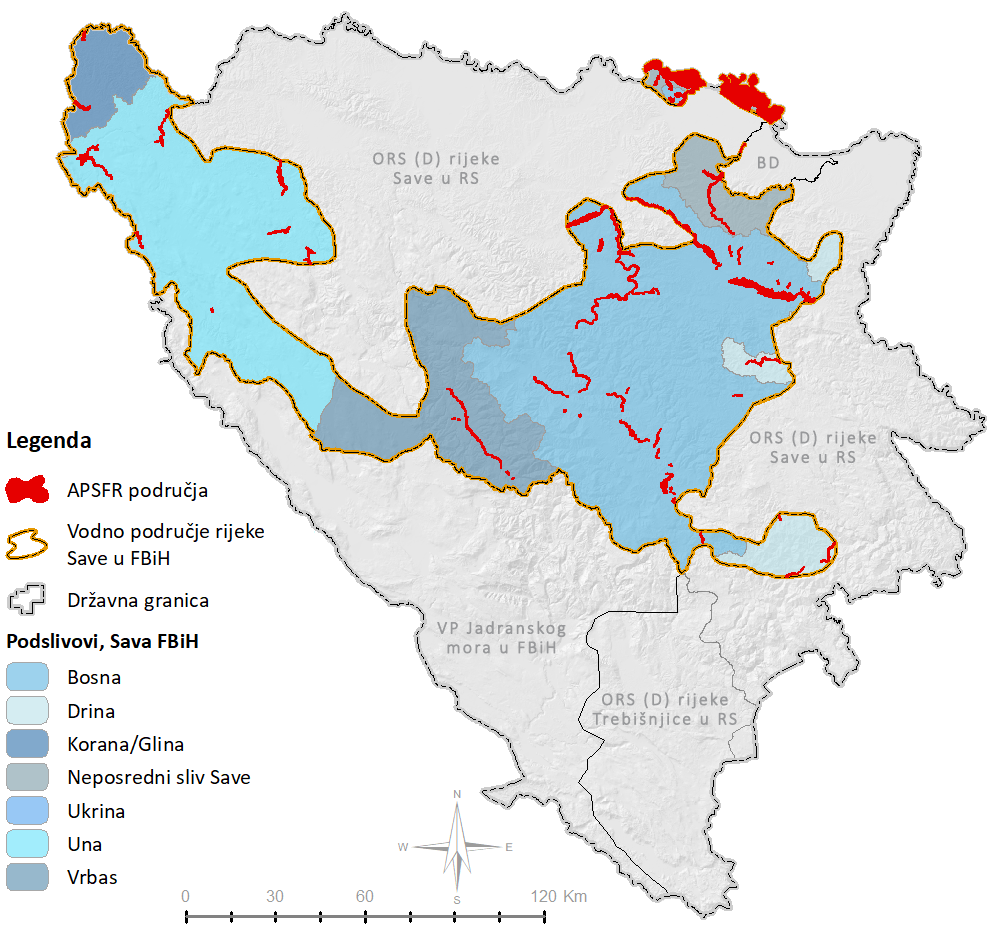 ORS (D) rijeke
Save u RS
BD
ORS (D) rijeke
Save u RS
VP Jadranskog
mora u FBiH
ORS (D) rijeke
Trebišnjice u RS
Legenda
APSFR područja
Vodno područje rijeke
Save u FBiH
Državna granica
Podslivovi, Sava FBiH
Bosna
Drina
Korana/Glina
Neposredni sliv Save
Ukrina
Una
Vrbas
N
W
E
S
0 30 60 120 Km